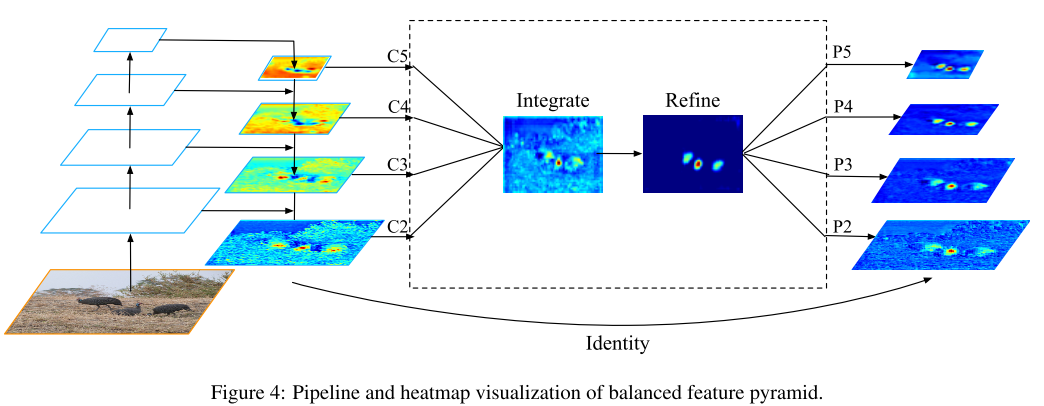 C5
P5
C4
Integrate
Refine
P4
C3
P3
C2
P2
Identity
Figure 4: Pipeline and heatmap visualization of balanced feature pyramid.